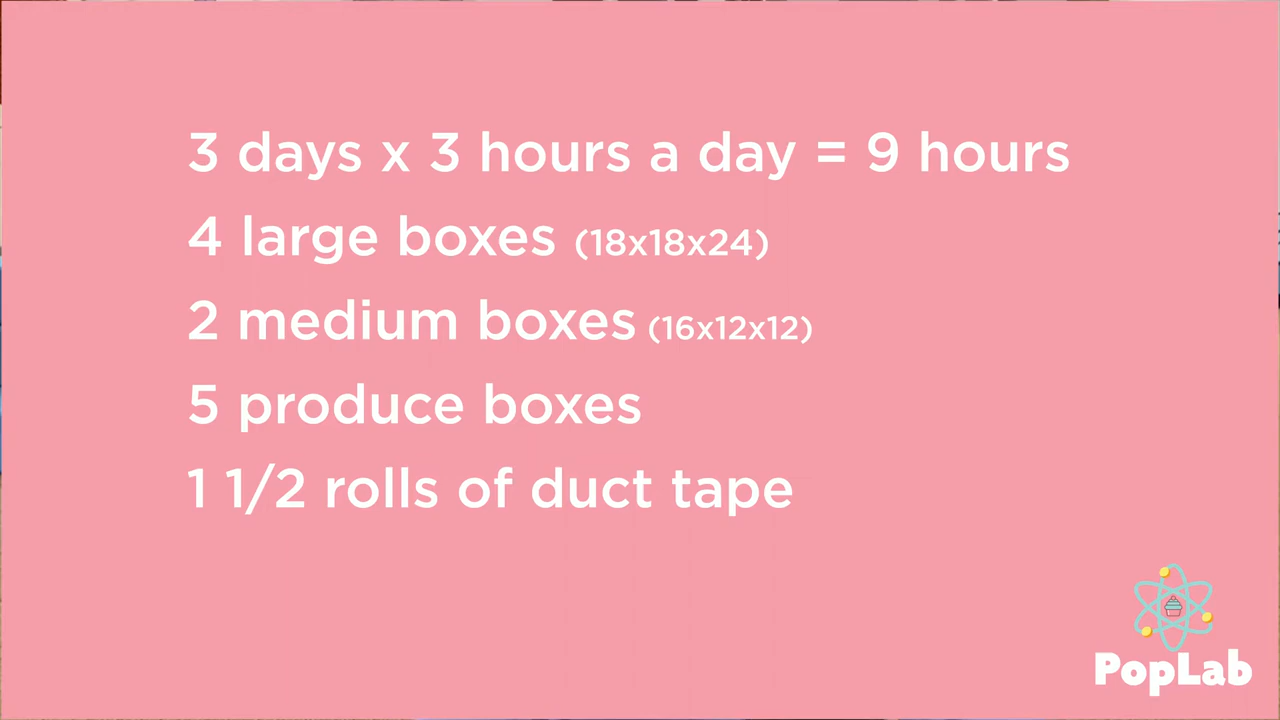 3 days x 3 hours a day = 9 hours
4 large boxes (18x18x24)
2 medium boxes (16x12x12)
5 produce boxes
1 1/2 rolls of duct tape
PopLab